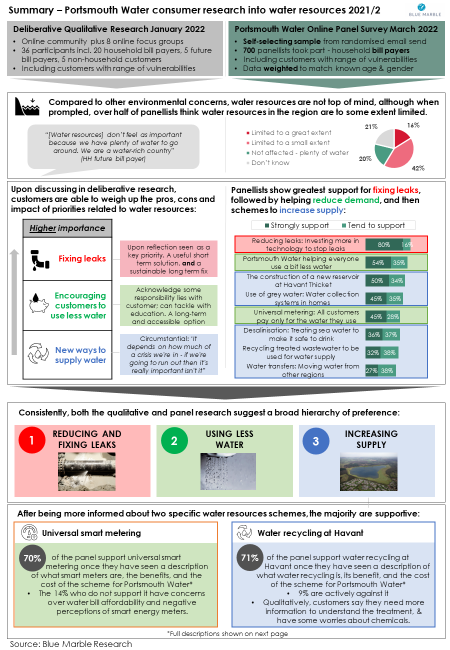 Summary – Portsmouth Water consumer research into water resources 2021/2
BLUE MARBLE
Deliberative Qualitative Research January 2022
• Online community plus 8 online focus groups
• 36 participants incl. 20 household bill payers, 5 future
bill payers, 5 non-household customers
• Including customers with range of vulnerabilities
Portsmouth Water Online Panel Survey March 2022
• Self-selecting sample from randomised email send
• 700 panellists took part - household bill payers
• Including customers with range of vulnerabilities
• Data weighted to match known age & gender
Compared to other environmental concerns, water resources are not top of mind, although when
prompted, over half of panellists think water resources in the region are to some extent limited.
"[Water resources] don't feel as important
because we have plenty of water to go
around. We are a water-rich country"
(HH future bill payer)
• Limited to a great extent
• Limited to a small extent
• Not affected - plenty of water
• Don't know
21%
16%
20%
42%
Upon discussing in deliberative research,
customers are able to weigh up the pros, cons and
impact of priorities related to water resources:
Higher importance
Fixing leaks
Upon reflection seen as a
key priority. A useful short
term solution, and a
sustainable long term fix
Encouraging
customers to
use less water
Acknowledge some
responsibility lies with
customer; can tackle with
education. A long-term
and accessible option
New ways to
supply water
Circumstantial: "it
depends on how much of
a crisis we're in - if we're
going to run out then it's
really important isn't it"
Panellists show greatest support for fixing leaks,
followed by helping reduce demand, and then
schemes to increase supply:
■ Strongly support ■ Tend to support
Reducing leaks: Investing more in
technology to stop leaks
80% 16%
Portsmouth Water helping everyone
use a bit less water
54% 35%
The construction of a new reservoir
at Havant Thicket
50% 34%
Use of grey water: Water collection
systems in homes
45% 35%
Universal metering: All customers
pay only for the water they use
45% 28%
Desalination: Treating sea water to
make it safe to drink
36% 37%
Recycling treated wastewater to be
used for water supply
32% 38%
Water transfers: Moving water from
other regions
27% 38%
Consistently, both the qualitative and panel research suggest a broad hierarchy of preference:
1 REDUCING AND
FIXING LEAKS
2 USING LESS
WATER
3 INCREASING
SUPPLY
After being more informed about two specific water resources schemes, the majority are supportive:
Universal smart metering
70% of the panel support universal smart
metering once they have seen a description
of what smart meters are, the benefits, and the
cost of the scheme for Portsmouth Water*
• The 14% who do not support it have concerns
over water bill affordability and negative
perceptions of smart energy meters.
Water recycling at Havant
71% of the panel support water recycling at
Havant once they have seen a description of
what water recycling is, its benefit, and the cost
of the scheme for Portsmouth Water*
• 9% are actively against it
• Qualitatively, customers say they need more
information to understand the treatment, &
have some worries about chemicals.
*Full descriptions shown on next page
Source: Blue Marble Research